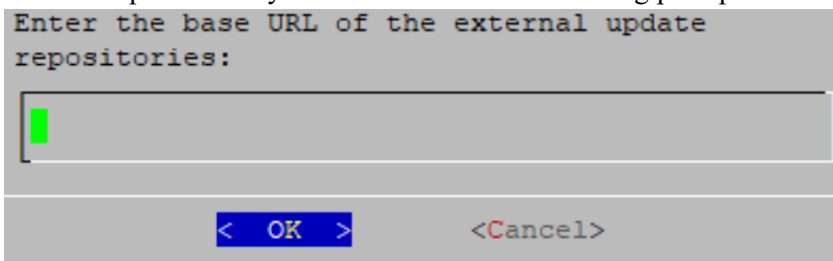 Enter the base URL of the external update
repositories:
< OK > <Cancel>